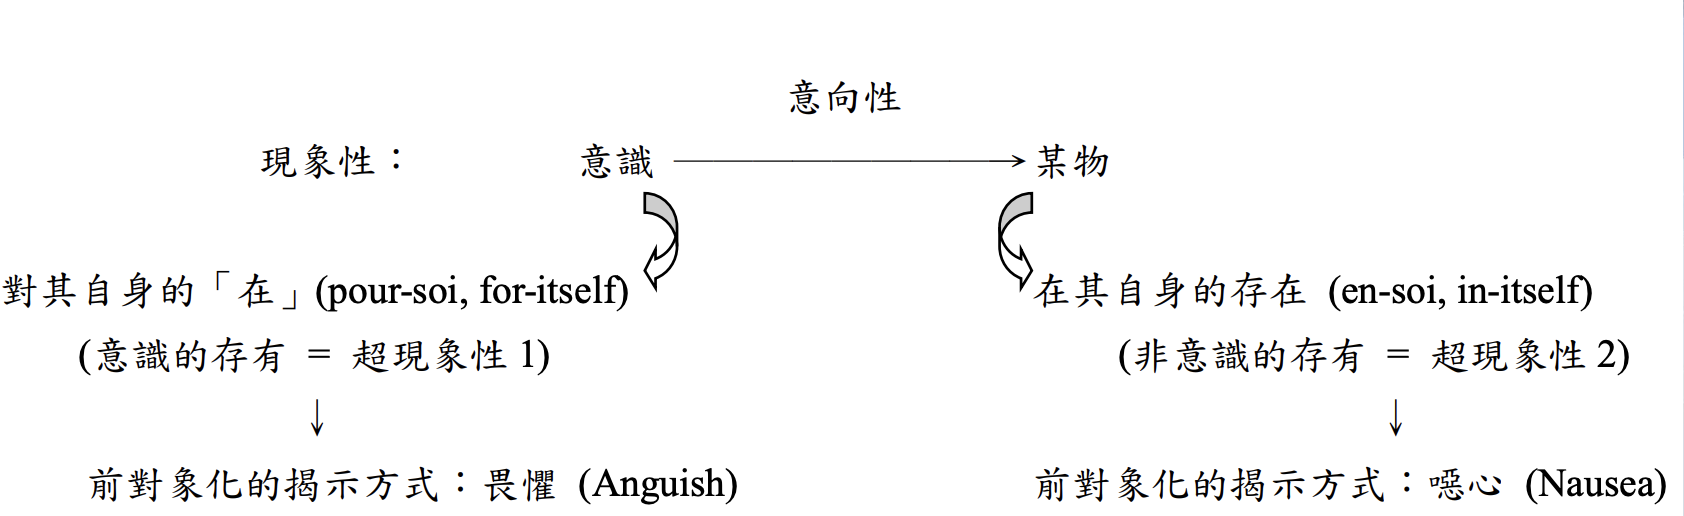 意向性
現象性： 意識 → 某物
對其自身的「在」(pour-soi, for-itself) 在其自身的存在 (en-soi, in-itself)
(意識的存有 = 超現象性 1) (非意識的存有 = 超現象性 2)
↓ ↓
前對象化的揭示方式：畏懼 (Anguish) 前對象化的揭示方式：噁心 (Nausea)